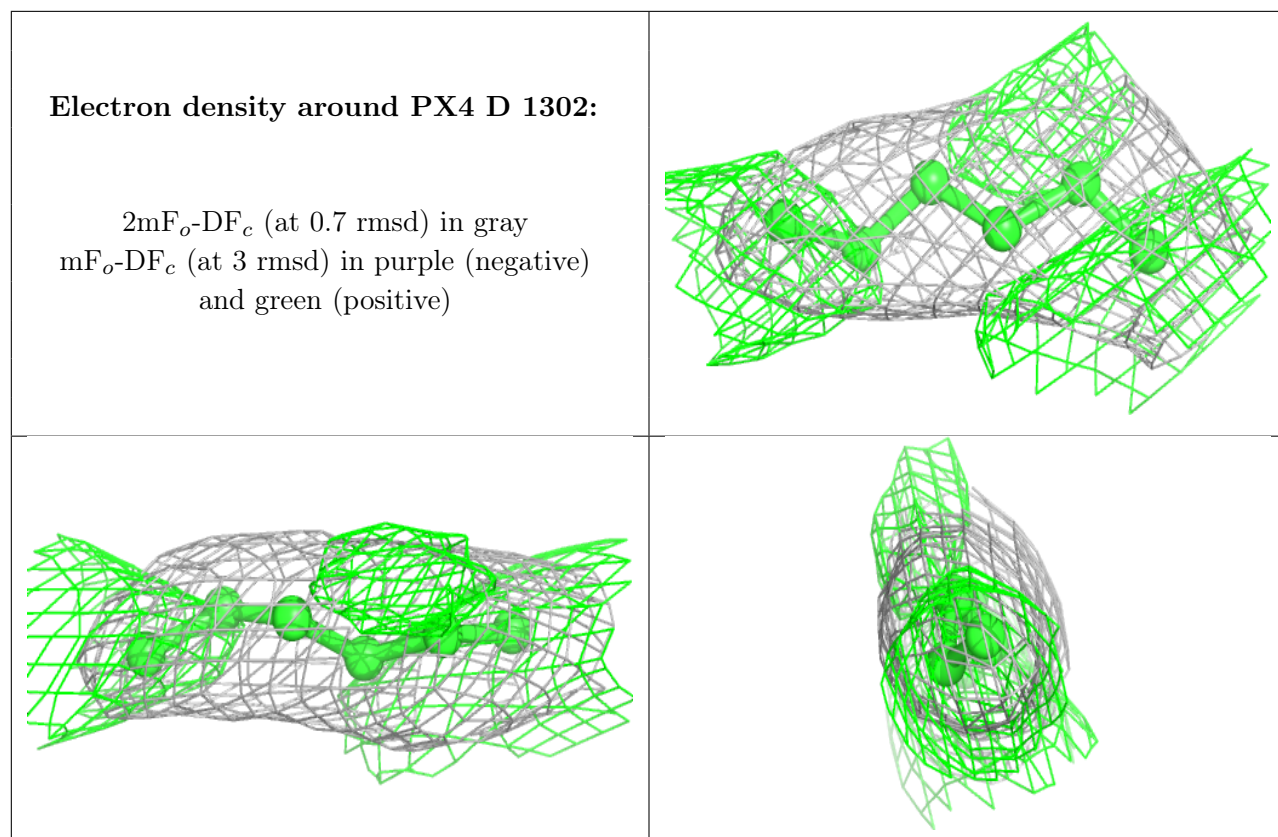 Electron density around PX4 D 1302:
2mFo-DFc (at 0.7 rmsd) in gray
mFo-DFc (at 3 rmsd) in purple (negative)
and green (positive)